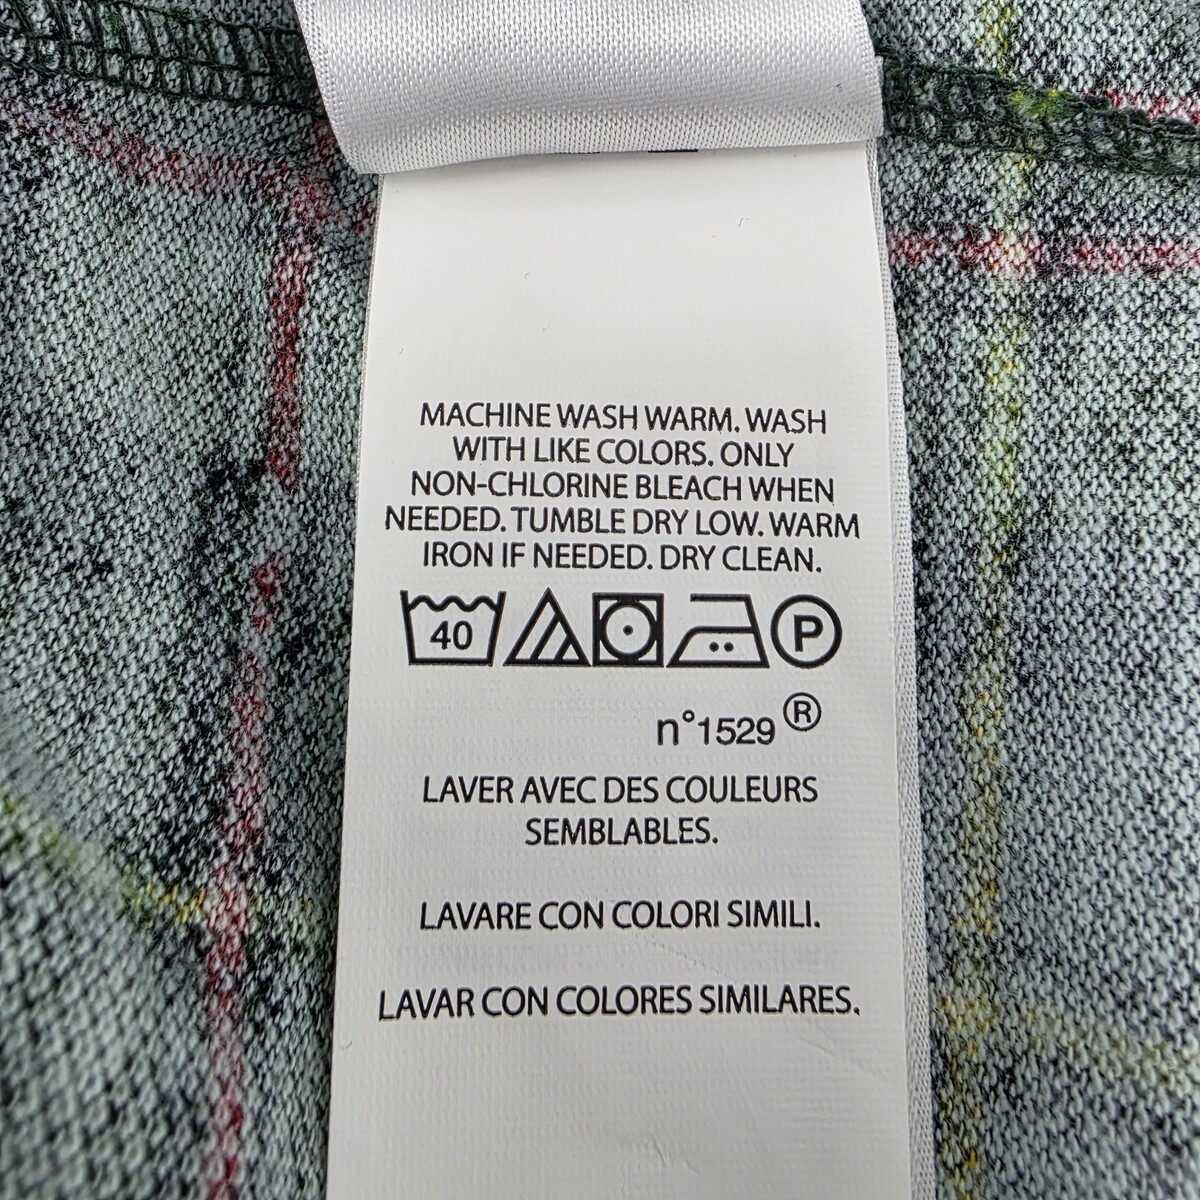 MACHINE WASH WARM. WASH
WITH LIKE COLORS. ONLY
NON-CHLORINE BLEACH WHEN
NEEDED. TUMBLE DRY LOW. WARM
IRON IF NEEDED. DRY CLEAN.
40 P
n°1529®
LAVER AVEC DES COULEURS
SEMBLABLES.
LAVARE CON COLORI SIMILI.
LAVAR CON COLORES SIMILARES.